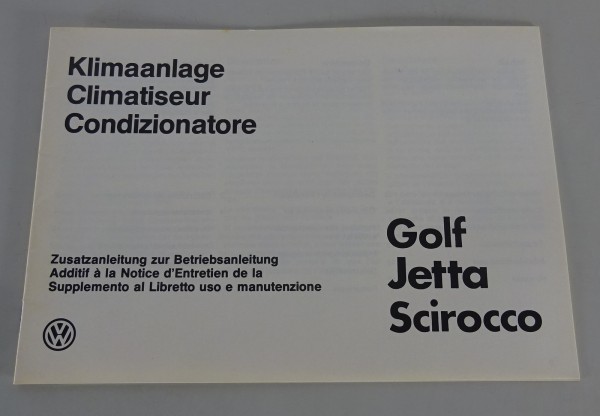 Klimaanlage
Climatiseur
Condizionatore
Zusatzanleitung zur Betriebsanleitung
Additif à la Notice d'Entretien de la
Supplemento al Libretto uso e manutenzione
Golf
Jetta
Scirocco
VW